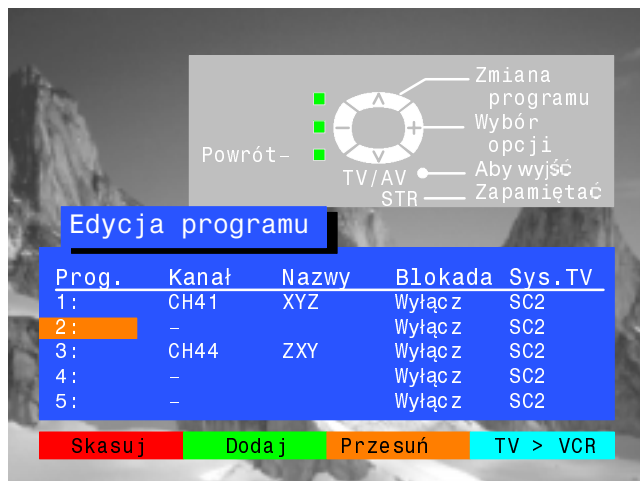 Zmiana
programu
Wybór
opcji
Powrót
TV/AV
Aby wyjść
STR
Zapamiętać
Edycja programu
Prog. Kanał Nazwy Blokada Sys.TV
1: CH41 XYZ Wyłącz SC2
2: – Wyłącz SC2
3: CH44 ZXY Wyłącz SC2
4: – Wyłącz SC2
5: – Wyłącz SC2
Skasuj Dodaj Przesuń TV > VCR